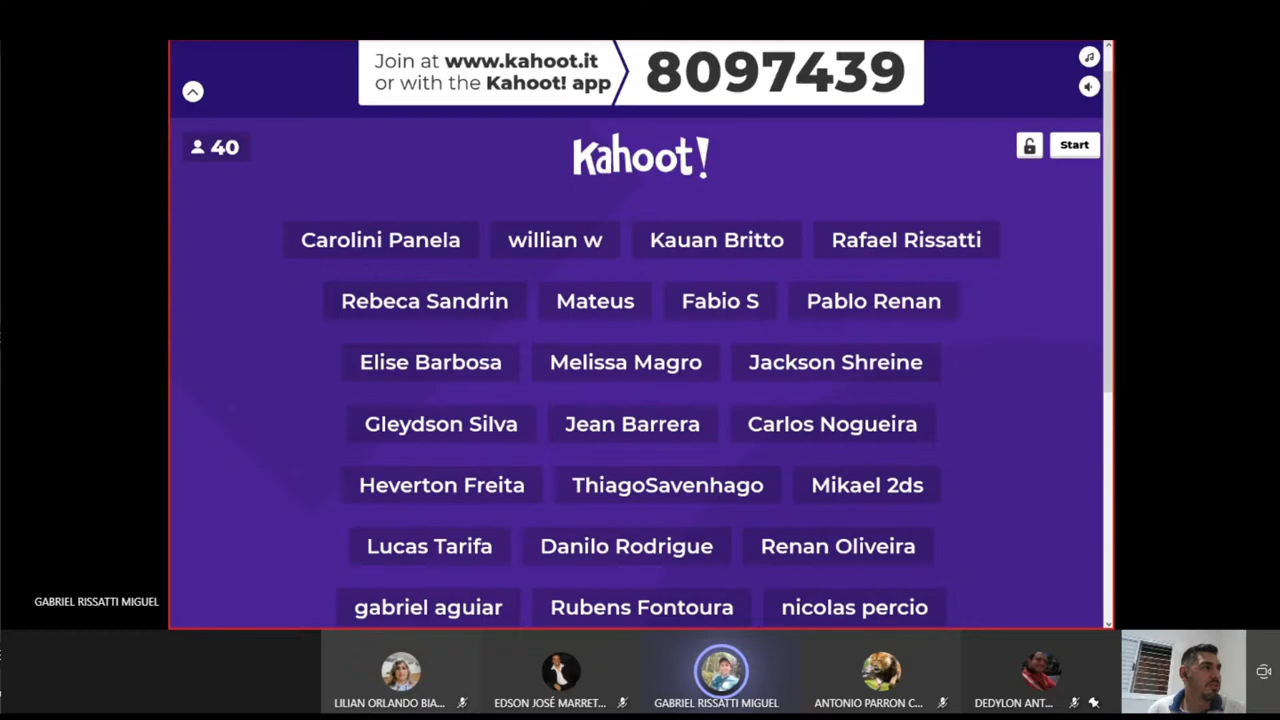 Join at www.kahoot.it
or with the Kahoot! app
8097439
40
Kahoot!
Start
Carolini Panela willian w Kauan Britto Rafael Rissatti
Rebeca Sandrin Mateus Fabio S Pablo Renan
Elise Barbosa Melissa Magro Jackson Shreine
Gleydson Silva Jean Barrera Carlos Nogueira
Heverton Freita ThiagoSavenhago Mikael 2ds
Lucas Tarifa Danilo Rodrigue Renan Oliveira
gabriel aguiar Rubens Fontoura nicolas percio
GABRIEL RISSATTI MIGUEL
LILIAN ORLANDO BIA... EDSON JOSÉ MARRET... GABRIEL RISSATTI MIGUEL ANTONIO PARRON C... DEDYLON ANT...